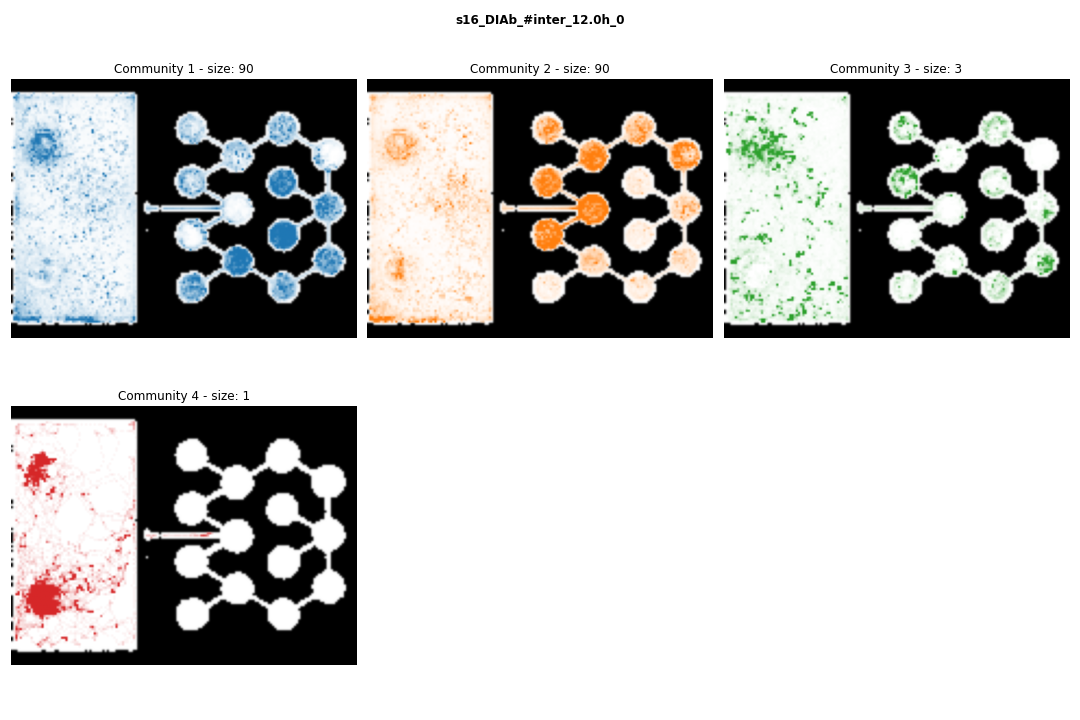 s16_DIAb_#inter_12.0h_0
Community 1 - size: 90
Community 2 - size: 90
Community 3 - size: 3
Community 4 - size: 1